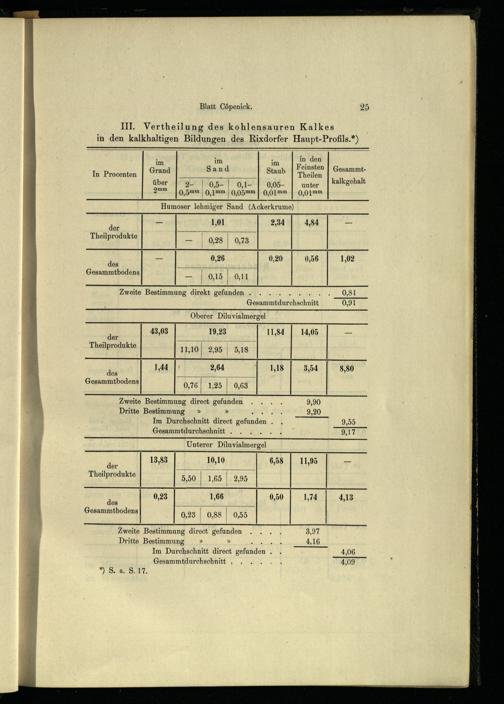 Blatt Cöpenick. 25
III. Vertheilung des kohlensauren Kalkes
in den kalkhaltigen Bildungen des Rixdorfer Haupt-Profils.*)
In Procenten | im Grand über 2mm | im Sand | im Staub 0,05– 0,01mm | in den Feinsten Theilen unter 0,01mm | Gesammt- kalkgehalt
2– 0,5mm | 0,5– 0,1mm | 0,1– 0,05mm
Humoser lehmiger Sand (Ackerkrume)
der Theilprodukte | — | 1,01 | 2,34 | 4,84 | —
— | 0,28 | 0,73
des Gesammtbodens | — | 0,26 | 0,20 | 0,56 | 1,02
— | 0,15 | 0,11
Zweite Bestimmung direkt gefunden . . . . . . . . . 0,81
Gesammtdurchschnitt 0,91
Oberer Diluvialmergel
der Theilprodukte | 43,03 | 19,23 | 11,84 | 14,05 | —
11,10 | 2,95 | 5,18
des Gesammtbodens | 1,44 | 2,64 | 1,18 | 3,54 | 8,80
0,76 | 1,25 | 0,63
Zweite Bestimmung direct gefunden . . . . 9,90
Dritte Bestimmung » » . . . . 9,20
Im Durchschnitt direct gefunden . . 9,55
Gesammtdurchschnitt . . . . . . 9,17
Unterer Diluvialmergel
der Theilprodukte | 13,83 | 10,10 | 6,58 | 11,95 | —
5,50 | 1,65 | 2,95
des Gesammtbodens | 0,23 | 1,66 | 0,50 | 1,74 | 4,13
0,23 | 0,88 | 0,55
Zweite Bestimmung direct gefunden . . . . 3,97
Dritte Bestimmung » » . . . . 4,16
Im Durchschnitt direct gefunden . . 4,06
Gesammtdurchschnitt . . . . . . 4,09
*) S. a. S. 17.